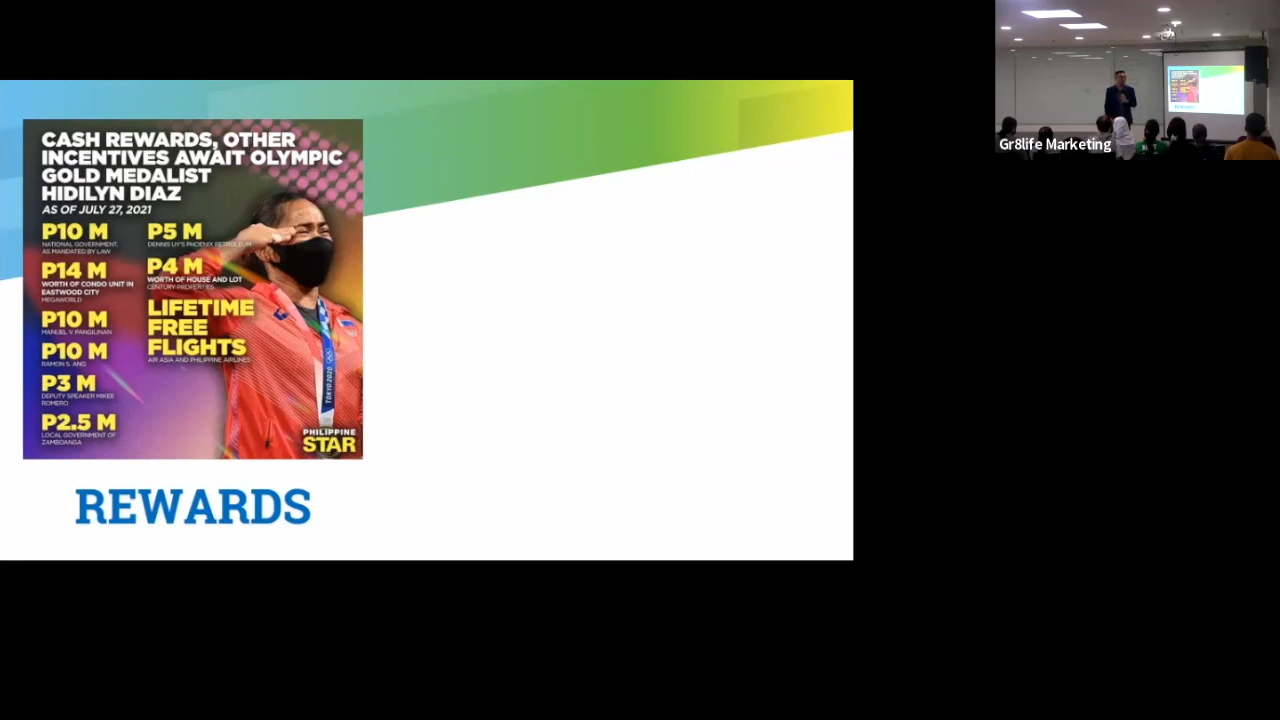 CASH REWARDS, OTHER
INCENTIVES AWAIT OLYMPIC
GOLD MEDALIST
HIDILYN DIAZ
AS OF JULY 27, 2021
P10 M
NATIONAL GOVERNMENT,
AS MANDATED BY LAW
P14 M
WORTH OF CONDO UNIT IN
EASTWOOD CITY
MEGAWORLD
P10 M
MANUEL V. PANGILINAN
P10 M
RAMON S. ANG
P3 M
DEPUTY SPEAKER MIKEE
ROMERO
P2.5 M
LOCAL GOVERNMENT OF
ZAMBOANGA
P5 M
DENNIS UY'S PHOENIX PETROLEUM
P4 M
WORTH OF HOUSE AND LOT
CENTURY PROPERTIES
LIFETIME
FREE
FLIGHTS
AIR ASIA AND PHILIPPINE AIRLINES
TOKYO 2020
PHILIPPINE
STAR
REWARDS
Gr8life Marketing
REWARDS